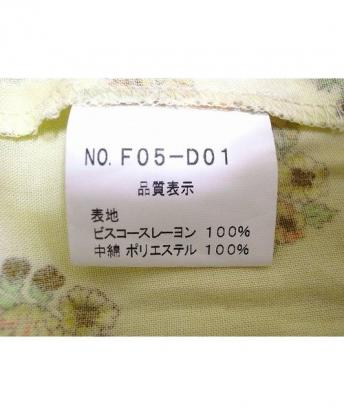 NO. F05-D01
品質表示
表地
ビスコースレーヨン 100%
中綿 ポリエステル 100%